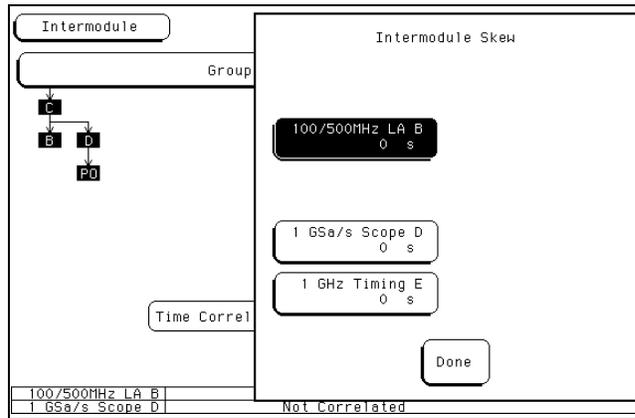 Intermodule
Intermodule Skew
Group
C
B D
PO
100/500MHz LA B
0 s
1 GSa/s Scope D
0 s
1 GHz Timing E
0 s
Time Correl
Done
100/500MHz LA B
1 GSa/s Scope D Not Correlated